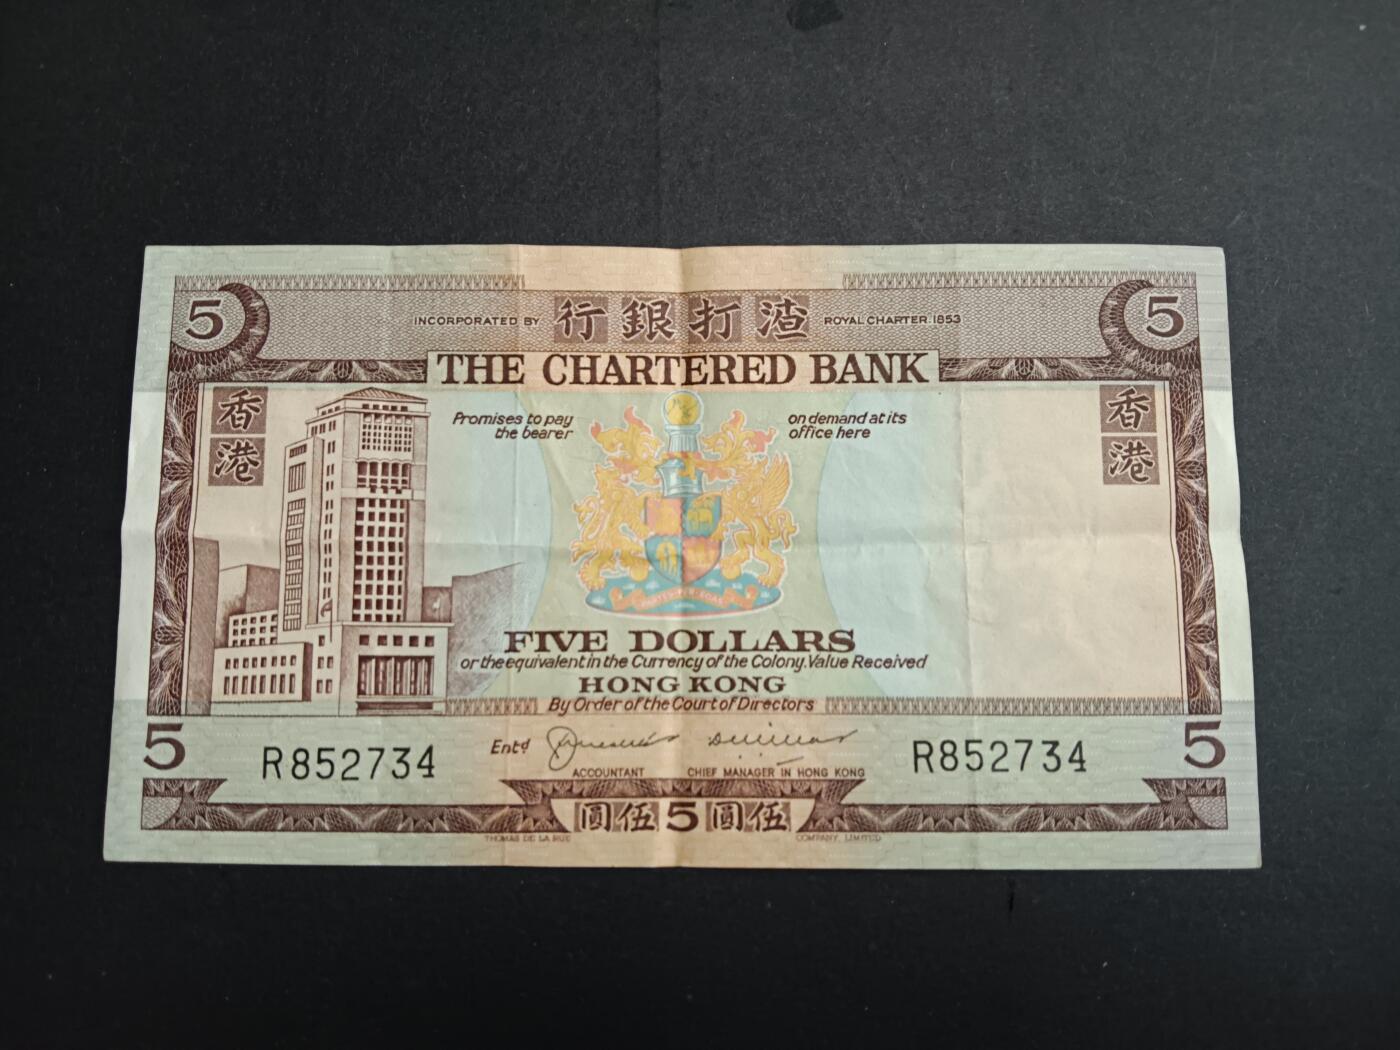 5
INCORPORATED BY 行銀打渣 ROYAL CHARTER 1853
5
THE CHARTERED BANK
香港
Promises to pay the bearer
on demand at its office here
香港
FIVE DOLLARS
or the equivalent in the Currency of the Colony. Value Received
HONG KONG
By Order of the Court of Directors
5
R852734
Entd
R852734
5
ACCOUNTANT
CHIEF MANAGER IN HONG KONG
圓伍 5 圓伍
THOMAS DE LA RUE
COMPANY, LIMITED